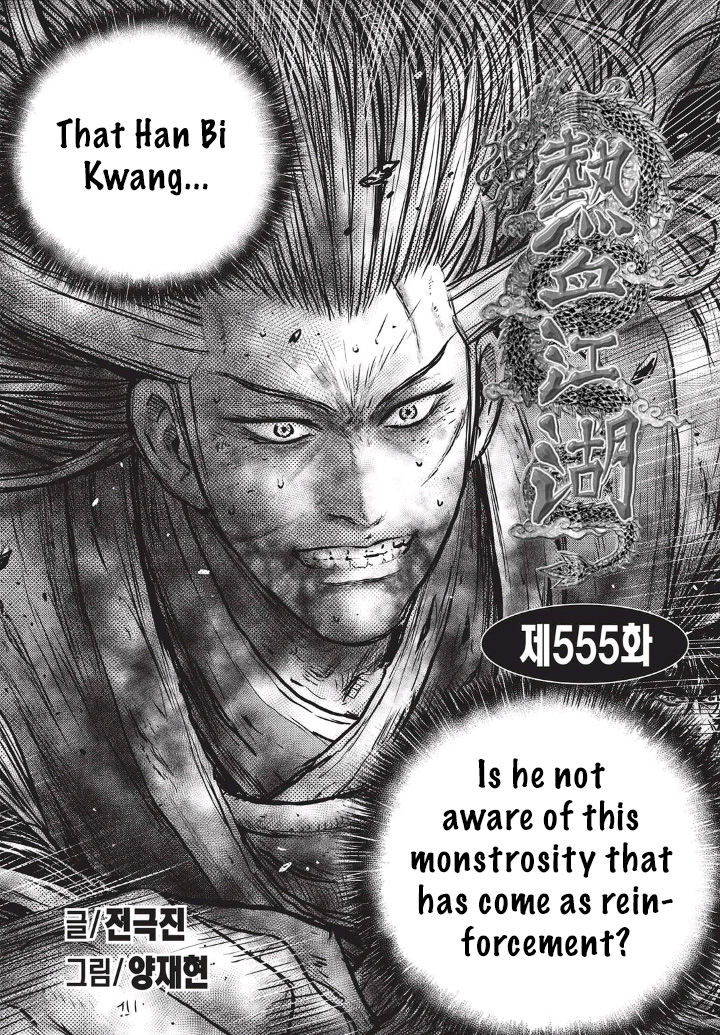 That Han Bi
Kwang...
熱血江湖
제555화
Is he not
aware of this
monstrosity that
has come as rein-
forcement?
글/전극진
그림/양재현